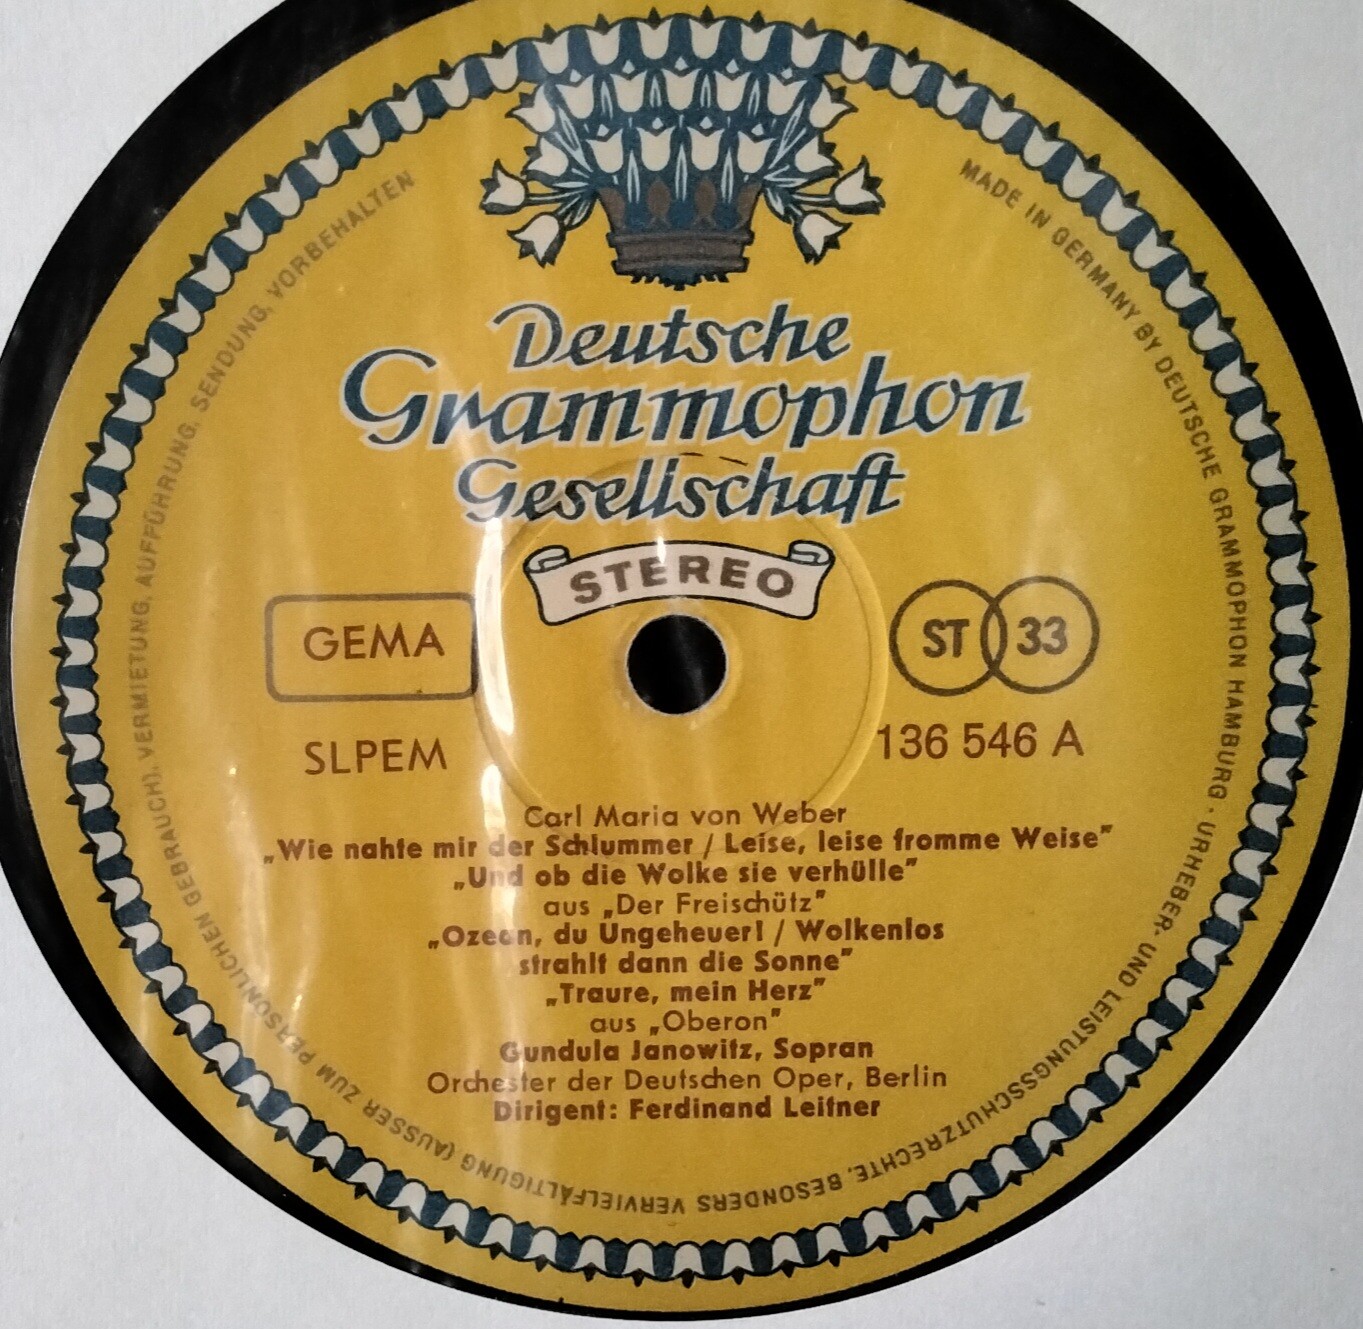 Deutsche
Grammophon
Gesellschaft
STEREO
GEMA
ST 33
SLPEM
136 546 A
Carl Maria von Weber
„Wie nahte mir der Schlummer / Leise, leise fromme Weise”
„Und ob die Wolke sie verhülle”
aus „Der Freischütz”
„Ozean, du Ungeheuer! / Wolkenlos
strahlt dann die Sonne”
„Traure, mein Herz”
aus „Oberon”
Gundula Janowitz, Sopran
Orchester der Deutschen Oper, Berlin
Dirigent: Ferdinand Leitner
MADE IN GERMANY BY DEUTSCHE GRAMMOPHON HAMBURG · URHEBER- UND LEISTUNGSSCHUTZRECHTE, BESONDERS VERVIELFÄLTIGUNG (AUSSER ZUM PERSÖNLICHEN GEBRAUCH), VERMIETUNG, AUFFÜHRUNG, SENDUNG, VORBEHALTEN